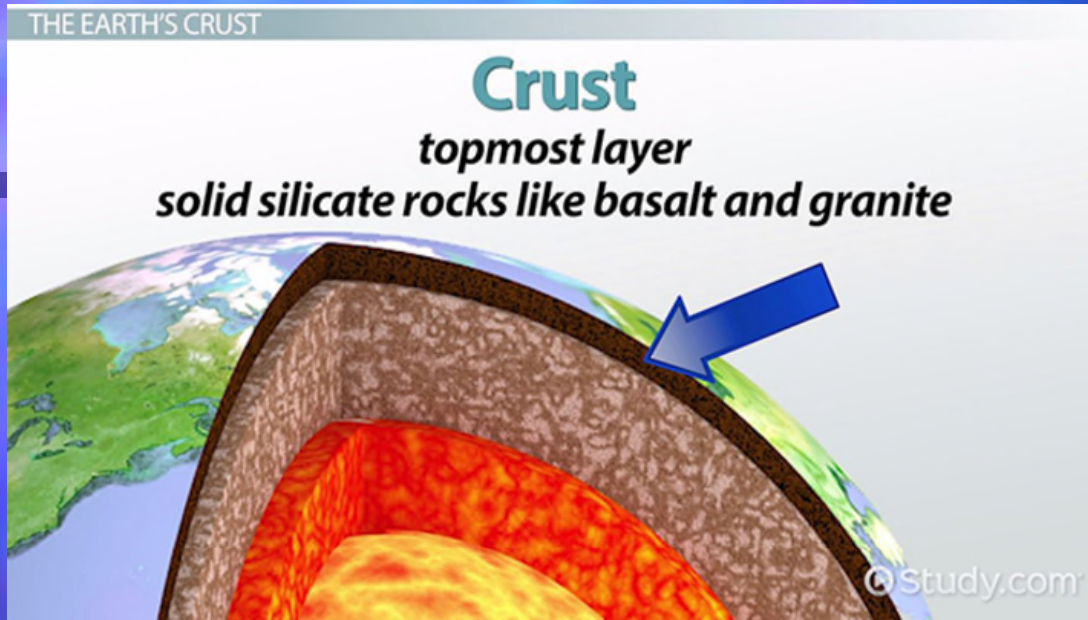 THE EARTH'S CRUST
Crust
topmost layer
solid silicate rocks like basalt and granite
Study.com